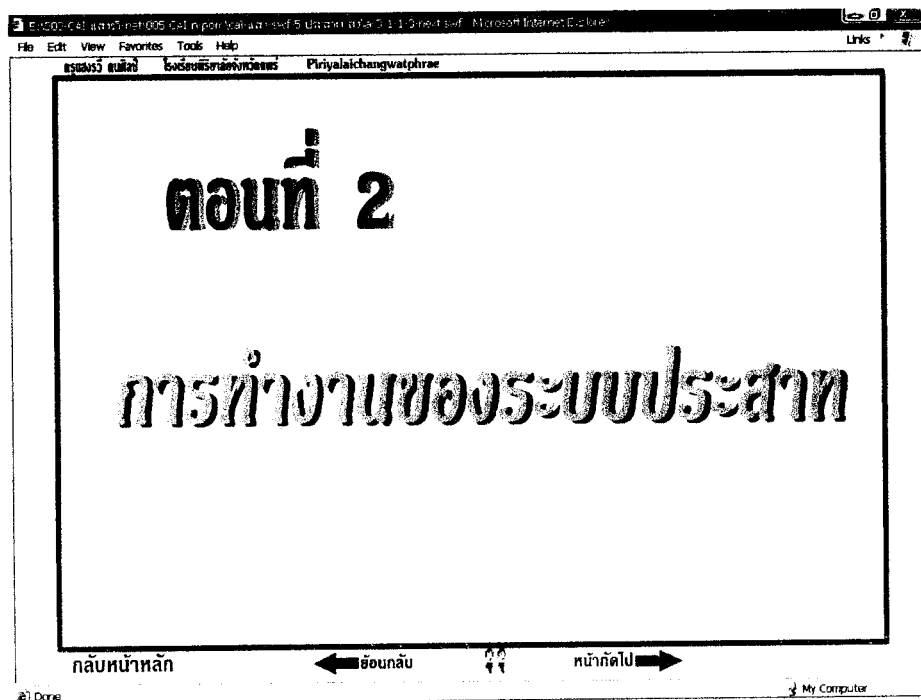 Microsoft Internet Explorer
File Edit View Favorites Tools Help Links
Piriyalaichangwatphrae
ตอนที่ 2
การทำงานของระบบประสาท
กลับหน้าหลัก ย้อนกลับ หน้าถัดไป
Done My Computer